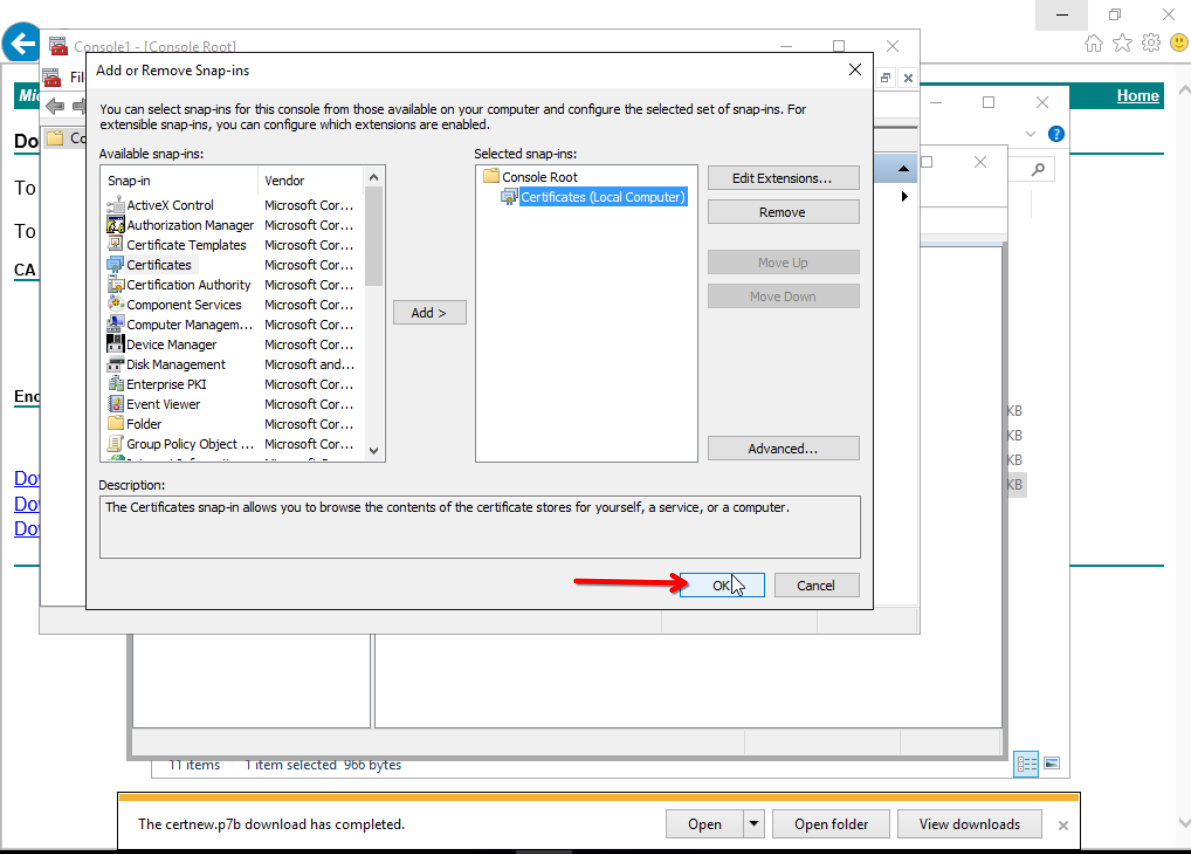 Console1 - [Console Root]
Add or Remove Snap-ins
Home
You can select snap-ins for this console from those available on your computer and configure the selected set of snap-ins. For
extensible snap-ins, you can configure which extensions are enabled.
Do
Co
Available snap-ins:
Selected snap-ins:
Snap-in Vendor
ActiveX Control Microsoft Cor...
Authorization Manager Microsoft Cor...
Certificate Templates Microsoft Cor...
Certificates Microsoft Cor...
Certification Authority Microsoft Cor...
Component Services Microsoft Cor...
Computer Managem... Microsoft Cor...
Device Manager Microsoft Cor...
Disk Management Microsoft and...
Enterprise PKI Microsoft Cor...
Event Viewer Microsoft Cor...
Folder Microsoft Cor...
Group Policy Object ... Microsoft Cor...
Add >
Console Root
Certificates (Local Computer)
Edit Extensions...
Remove
Move Up
Move Down
Advanced...
To
To
CA
Enc
KB
KB
KB
KB
Description:
The Certificates snap-in allows you to browse the contents of the certificate stores for yourself, a service, or a computer.
OK
Cancel
11 items 1 item selected 966 bytes
The certnew.p7b download has completed.
Open
Open folder
View downloads